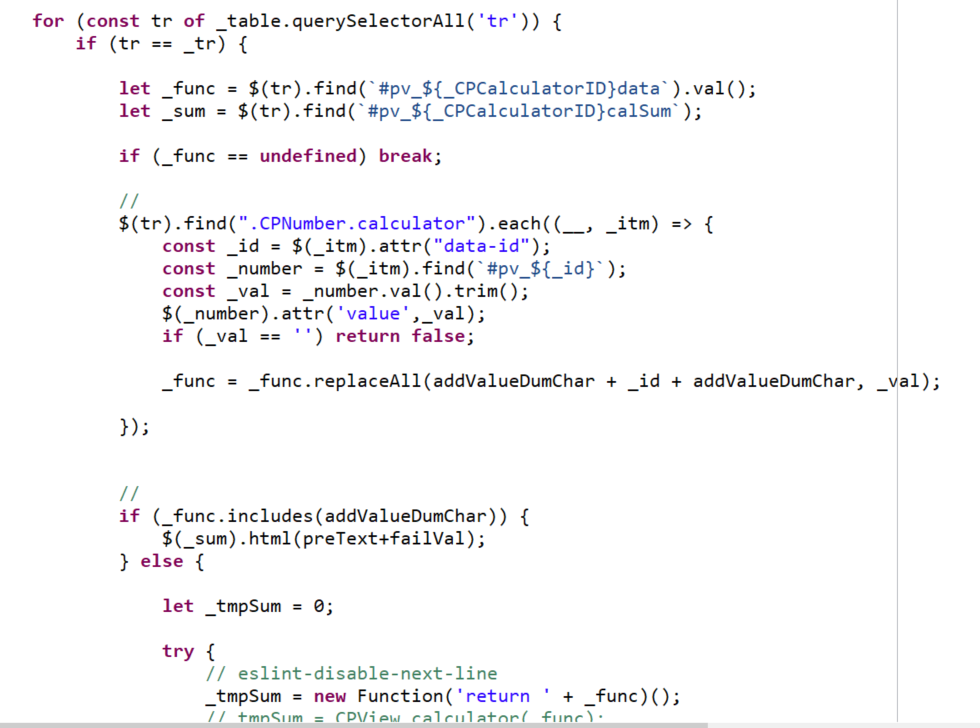 for (const tr of _table.querySelectorAll('tr')) {
if (tr == _tr) {
let _func = $(tr).find(`#pv_${_CPCalculatorID}data`).val();
let _sum = $(tr).find(`#pv_${_CPCalculatorID}calSum`);
if (_func == undefined) break;
//
$(tr).find(".CPNumber.calculator").each((__, _itm) => {
const _id = $(_itm).attr("data-id");
const _number = $(_itm).find(`#pv_${_id}`);
const _val = _number.val().trim();
$(_number).attr('value',_val);
if (_val == '') return false;
_func = _func.replaceAll(addValueDumChar + _id + addValueDumChar, _val);
});
//
if (_func.includes(addValueDumChar)) {
$(_sum).html(preText+failVal);
} else {
let _tmpSum = 0;
try {
// eslint-disable-next-line
_tmpSum = new Function('return ' + _func)();
// tmpSum = CPView.calculator(_func);